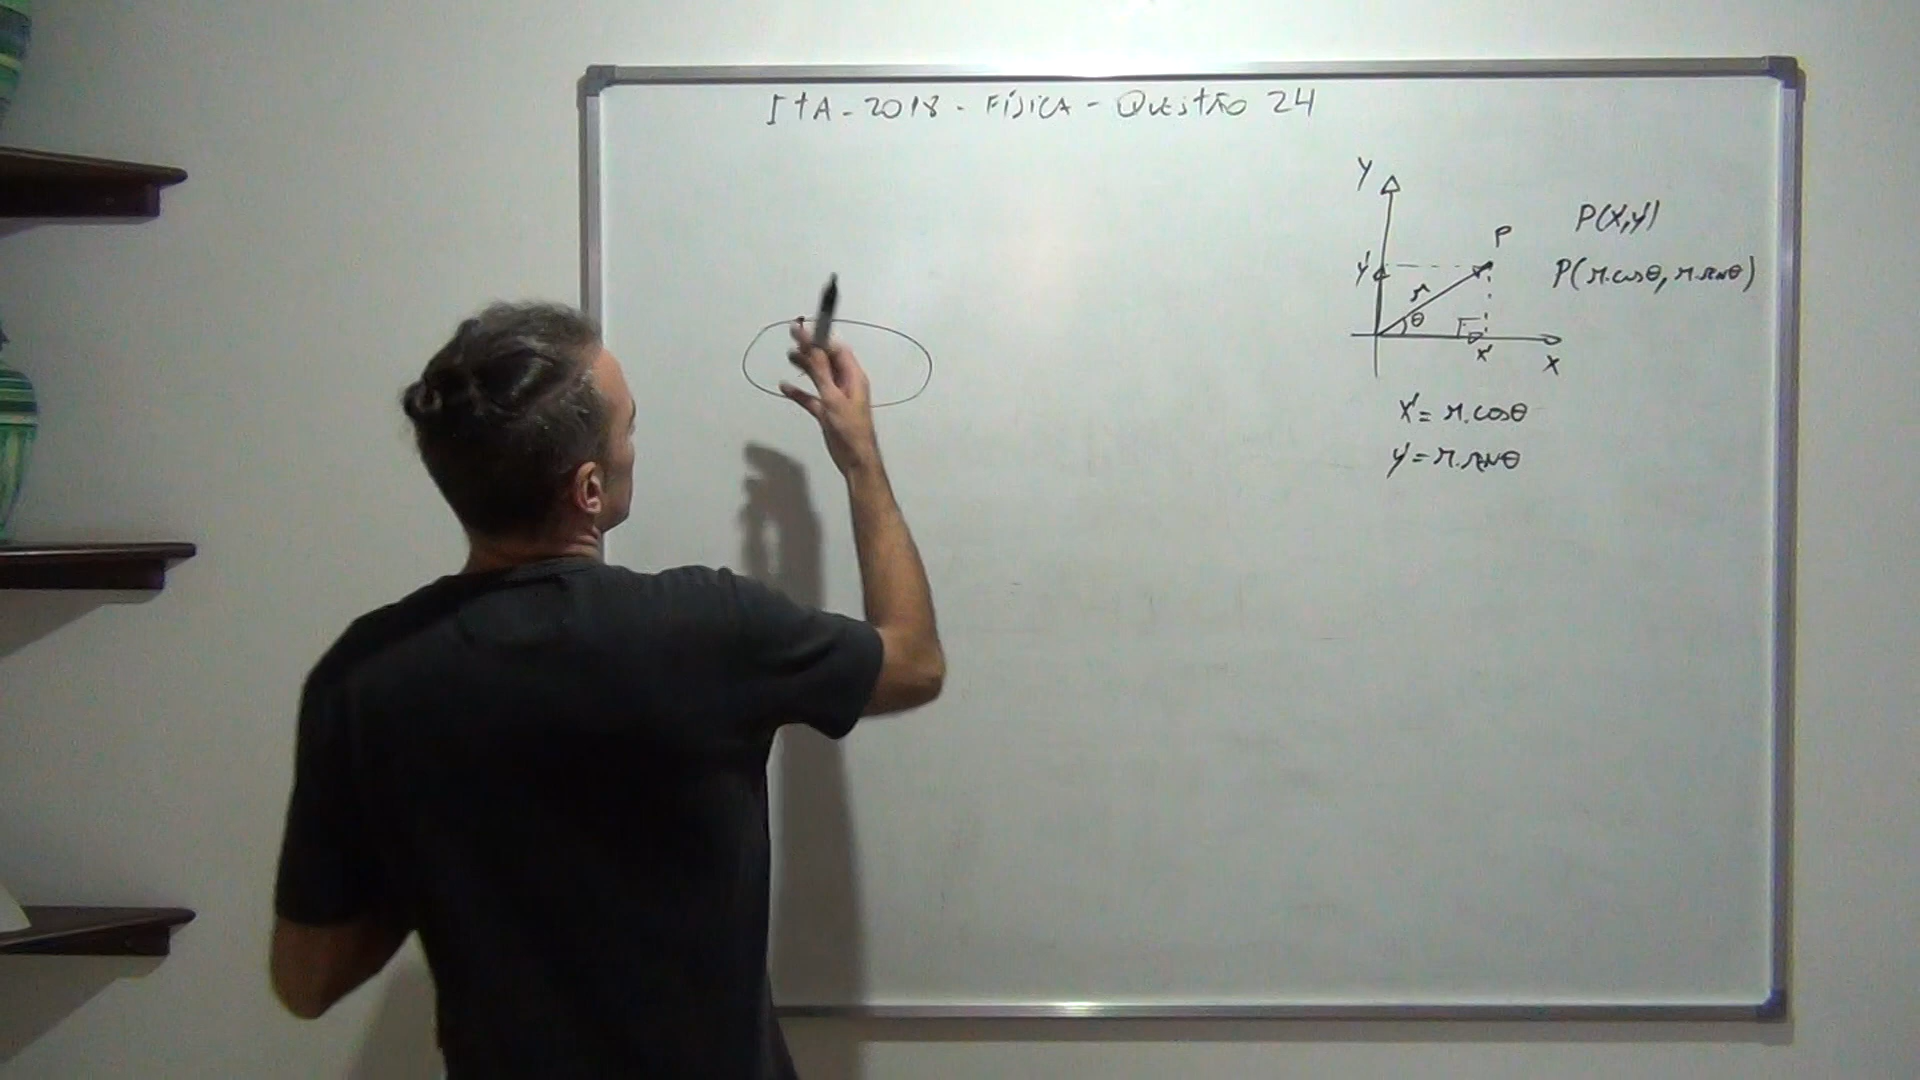 ITA - 2018 - FÍSICA - QUESTÃO 24
Y
P
P(X,Y)
Y'
P(r.cosθ, r.senθ)
r
θ
X'
X
X' = r.cosθ
Y' = r.senθ